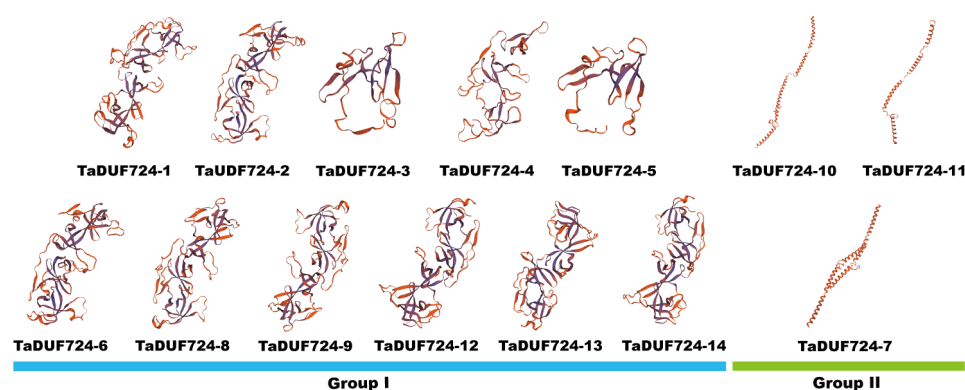 TaDUF724-1 TaUDF724-2 TaDUF724-3 TaDUF724-4 TaDUF724-5 TaDUF724-10 TaDUF724-11
TaDUF724-6 TaDUF724-8 TaDUF724-9 TaDUF724-12 TaDUF724-13 TaDUF724-14 TaDUF724-7
Group I Group II